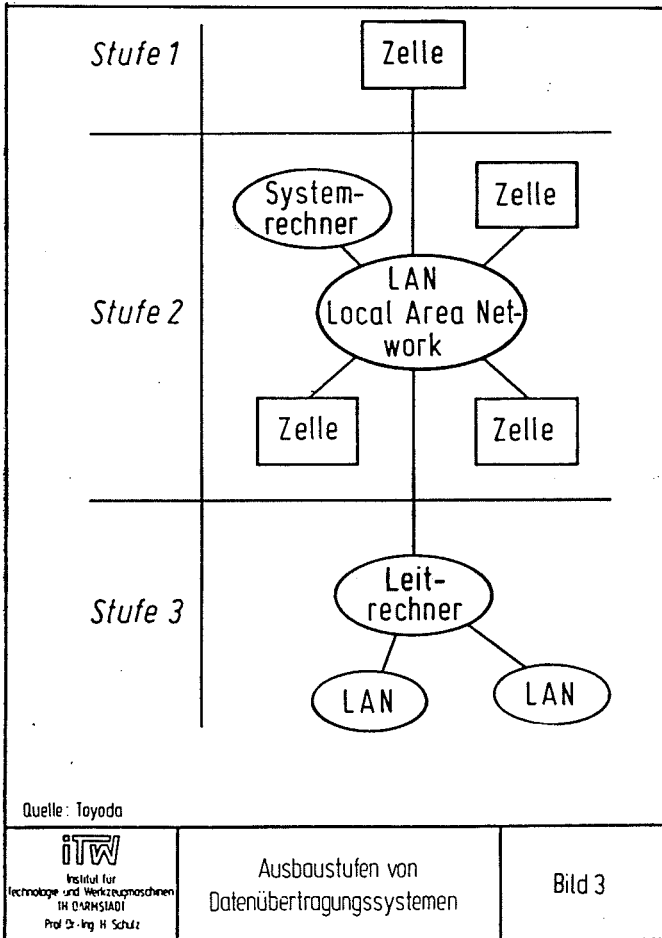 Stufe 1
Zelle
System-
rechner
Zelle
Stufe 2
LAN
Local Area Net-
work
Zelle
Zelle
Stufe 3
Leit-
rechner
LAN
LAN
Quelle: Toyoda
iTW
Institut für
Technologie und Werkzeugmaschinen
TH DARMSTADT
Prof Dr.-Ing H Schulz
Ausbaustufen von
Datenübertragungssystemen
Bild 3